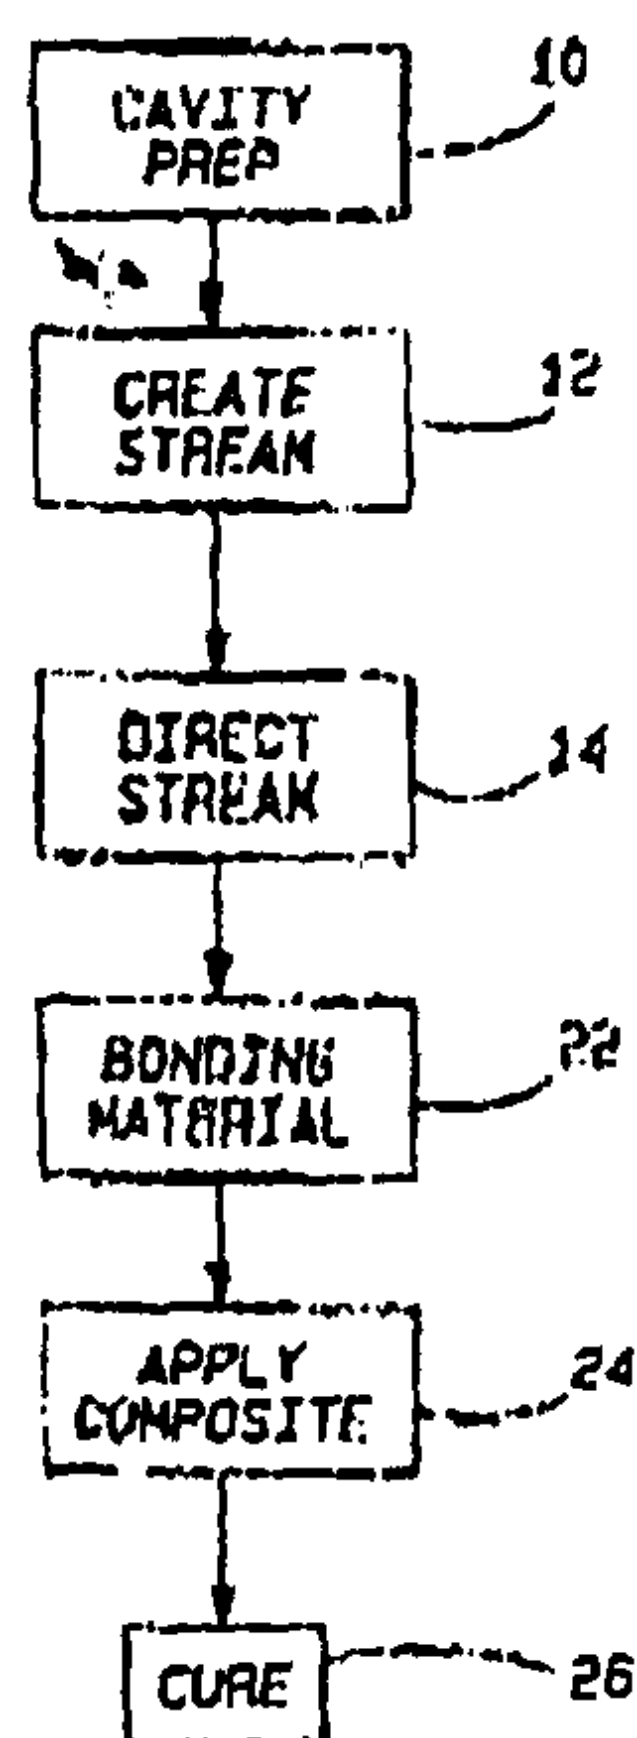 CAVITY
PREP
10
CREATE
STREAM
12
DIRECT
STREAM
14
BONDING
MATERIAL
22
APPLY
COMPOSITE
24
CURE
26